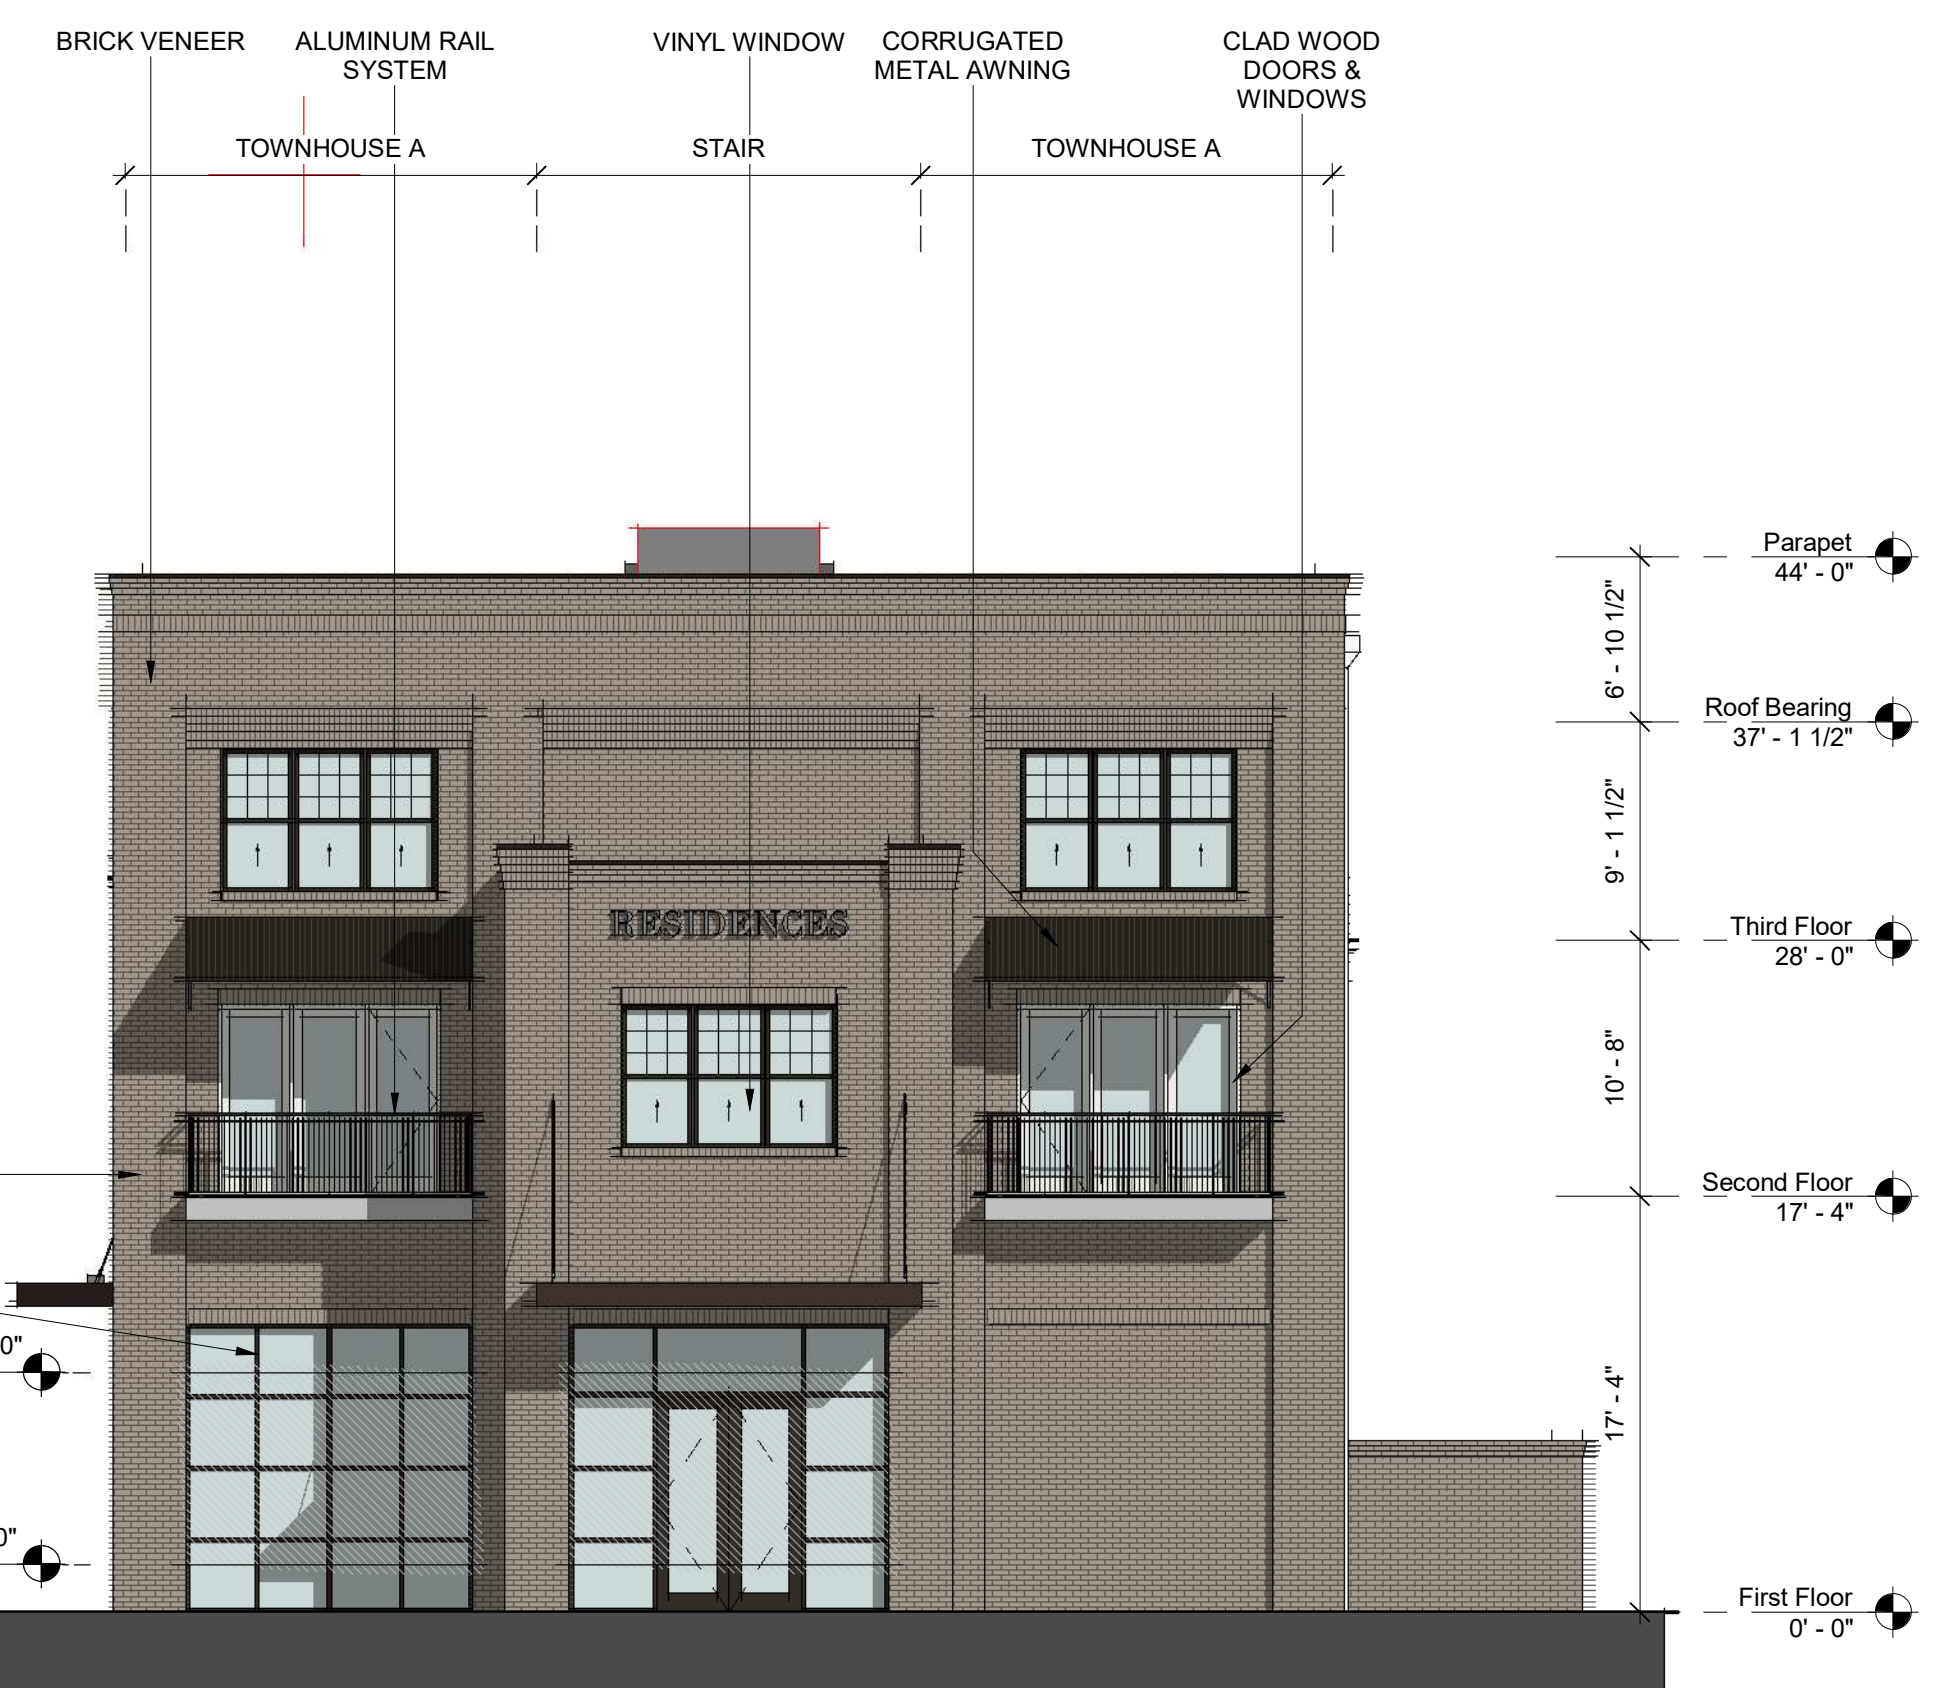 BRICK VENEER
ALUMINUM RAIL
SYSTEM
VINYL WINDOW
CORRUGATED
METAL AWNING
CLAD WOOD
DOORS &
WINDOWS
TOWNHOUSE A
STAIR
TOWNHOUSE A
Parapet
44' - 0"
6' - 10 1/2"
Roof Bearing
37' - 1 1/2"
9' - 1 1/2"
RESIDENCES
Third Floor
28' - 0"
10' - 8"
Second Floor
17' - 4"
0"
17' - 4"
0"
First Floor
0' - 0"